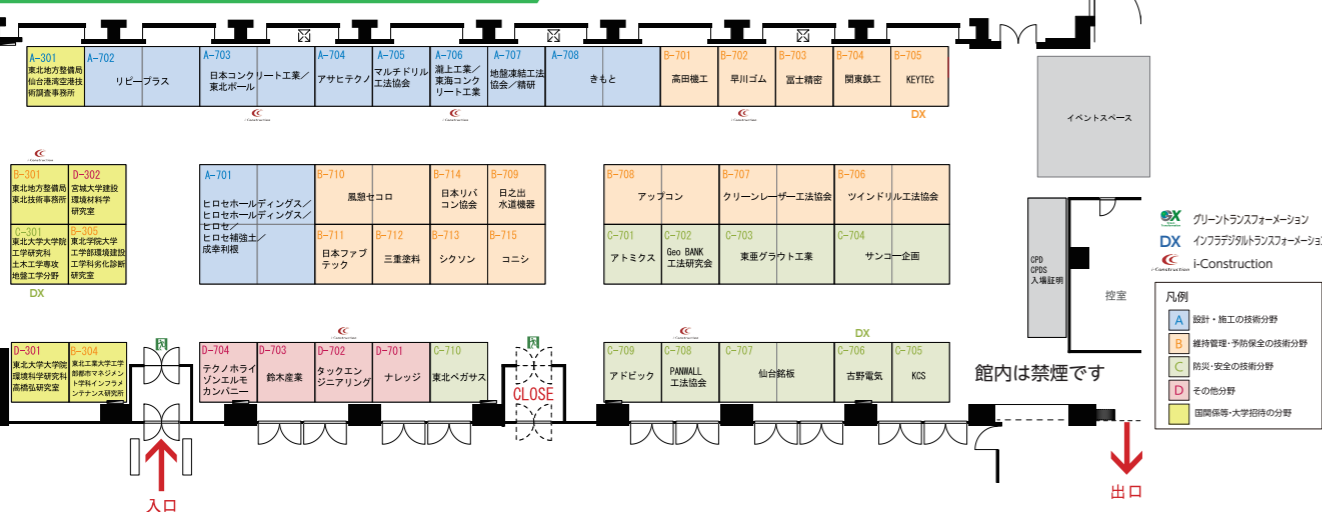 A-301
東北地方整備局
仙台港湾空港技
術調査事務所
A-702
リビープラス
A-703
日本コンクリート工業／
東北ポール
A-704
アサヒテクノ
A-705
マルチドリル
工法協会
A-706
瀧上工業／
東海コンク
リート工業
A-707
地盤凍結工法
協会／精研
A-708
きもと
B-701
高田機工
B-702
早川ゴム
B-703
冨士精密
B-704
関東鉄工
B-705
KEYTEC
i-Construction
i-Construction
i-Construction
DX
イベントスペース
i-Construction
B-301
東北地方整備局
東北技術事務所
D-302
宮城大学建設
環境材料学
研究室
C-301
東北大学大学院
工学研究科
土木工学専攻
地盤工学分野
B-305
東北学院大学
工学部環境建設
工学科劣化診断
研究室
DX
A-701
ヒロセホールディングス／
ヒロセホールディングス／
ヒロセ／
ヒロセ補強土／
成幸利根
B-710
風憩セコロ
B-714
日本リバ
コン協会
B-709
日之出
水道機器
B-711
日本ファブ
テック
B-712
三重塗料
B-713
シクソン
B-715
コニシ
B-708
アップコン
B-707
クリーンレーザー工法協会
B-706
ツインドリル工法協会
C-701
アトミクス
C-702
Geo BANK
工法研究会
C-703
東亜グラウト工業
C-704
サンコー企画
CPD
CPDS
入場証明
控室
GX
グリーントランスフォーメーション
DX
インフラデジタルトランスフォーメーション
i-Construction
i-Construction
凡例
A
設計・施工の技術分野
B
維持管理・予防保全の技術分野
C
防災・安全の技術分野
D
その他分野
国関係等・大学招待の分野
D-301
東北大学大学院
環境科学研究科
高橋弘研究室
B-304
東北工業大学工学
部都市マネジメン
ト学科インフラメ
ンテナンス研究所
D-704
テクノホライ
ゾンエルモ
カンパニー
D-703
鈴木産業
i-Construction
D-702
タックエン
ジニアリング
D-701
ナレッジ
C-710
東北ペガサス
CLOSE
C-709
アドビック
i-Construction
C-708
PANWALL
工法協会
C-707
仙台銘板
DX
C-706
古野電気
C-705
KCS
館内は禁煙です
入口
出口